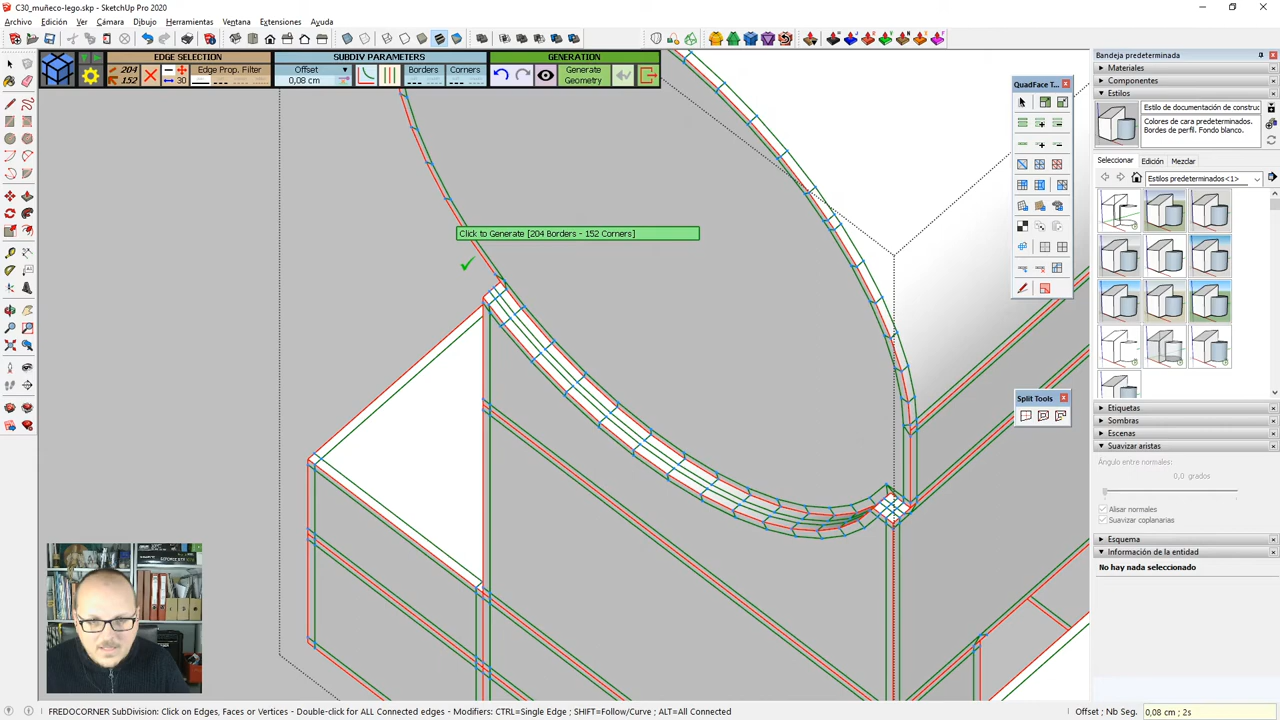 C30_muñeco-lego.skp - SketchUp Pro 2020
Archivo Edición Ver Cámara Dibujo Herramientas Ventana Extensiones Ayuda
EDGE SELECTION
SUBDIV PARAMETERS
GENERATION
204
152
30
Edge Prop. Filter
Offset
0,08 cm
Borders
Corners
Generate
Geometry
Click to Generate [204 Borders - 152 Corners]
QuadFace T...
Split Tools
Bandeja predeterminada
Materiales
Componentes
Estilos
Estilo de documentación de construc
Colores de cara predeterminados.
Bordes de perfil. Fondo blanco.
Seleccionar Edición Mezclar
Estilos predeterminados<1>
Etiquetas
Sombras
Escenas
Suavizar aristas
Ángulo entre normales:
0,0 grados
Alisar normales
Suavizar coplanarias
Esquema
Información de la entidad
No hay nada seleccionado
FREDOCORNER SubDivision: Click on Edges, Faces or Vertices - Double-click for ALL Connected edges - Modifiers: CTRL=Single Edge ; SHIFT=Follow/Curve ; ALT=All Connected
Offset ; Nb Seg. 0,08 cm ; 2s